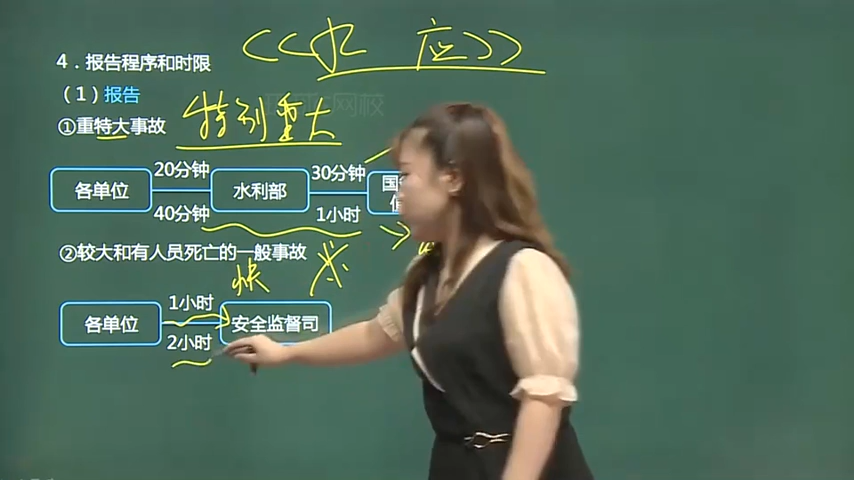 4．报告程序和时限
（1）报告
①重特大事故
特别重大
20分钟
30分钟
各单位
水利部
40分钟
1小时
②较大和有人员死亡的一般事故
快
1小时
各单位
安全监督司
2小时